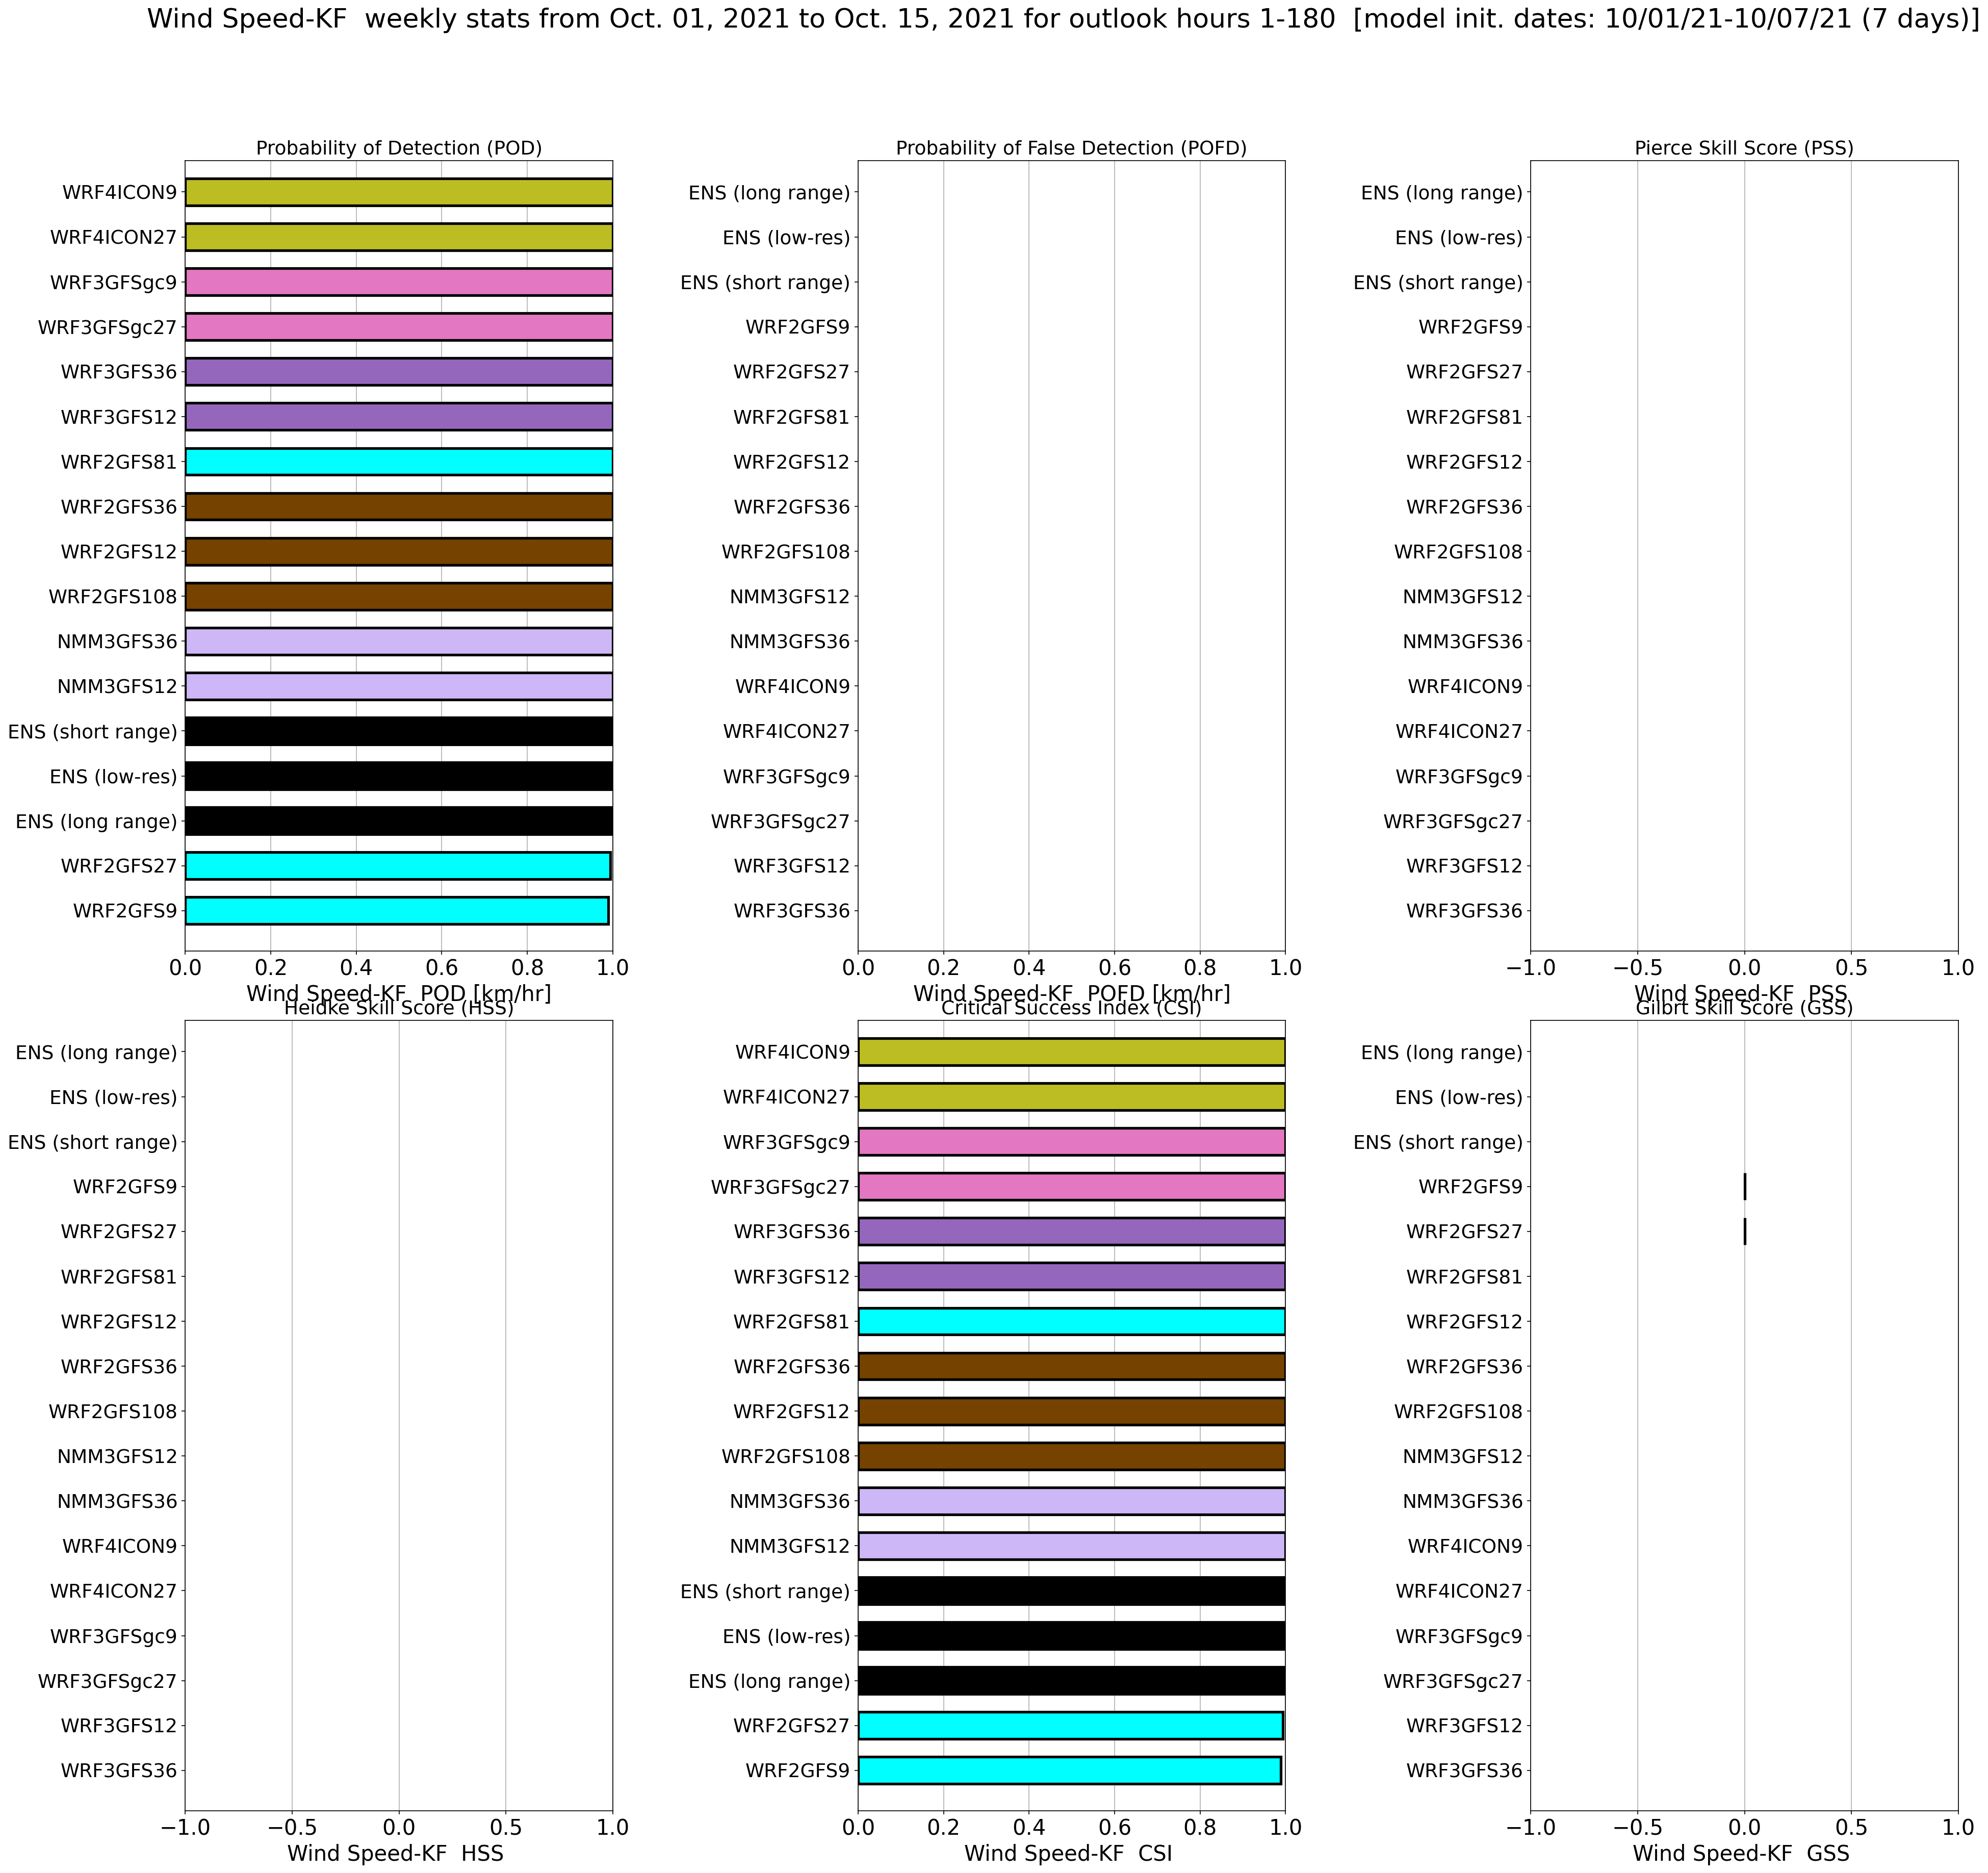 Wind Speed-KF  weekly stats from Oct. 01, 2021 to Oct. 15, 2021 for outlook hours 1-180  [model init. dates: 10/01/21-10/07/21 (7 days)]
Probability of Detection (POD)
WRF4ICON9
WRF4ICON27
WRF3GFSgc9
WRF3GFSgc27
WRF3GFS36
WRF3GFS12
WRF2GFS81
WRF2GFS36
WRF2GFS12
WRF2GFS108
NMM3GFS36
NMM3GFS12
ENS (short range)
ENS (low-res)
ENS (long range)
WRF2GFS27
WRF2GFS9
0.0 0.2 0.4 0.6 0.8 1.0
Wind Speed-KF  POD [km/hr]
Probability of False Detection (POFD)
ENS (long range)
ENS (low-res)
ENS (short range)
WRF2GFS9
WRF2GFS27
WRF2GFS81
WRF2GFS12
WRF2GFS36
WRF2GFS108
NMM3GFS12
NMM3GFS36
WRF4ICON9
WRF4ICON27
WRF3GFSgc9
WRF3GFSgc27
WRF3GFS12
WRF3GFS36
0.0 0.2 0.4 0.6 0.8 1.0
Wind Speed-KF  POFD [km/hr]
Pierce Skill Score (PSS)
ENS (long range)
ENS (low-res)
ENS (short range)
WRF2GFS9
WRF2GFS27
WRF2GFS81
WRF2GFS12
WRF2GFS36
WRF2GFS108
NMM3GFS12
NMM3GFS36
WRF4ICON9
WRF4ICON27
WRF3GFSgc9
WRF3GFSgc27
WRF3GFS12
WRF3GFS36
−1.0 −0.5 0.0 0.5 1.0
Wind Speed-KF  PSS
Heidke Skill Score (HSS)
ENS (long range)
ENS (low-res)
ENS (short range)
WRF2GFS9
WRF2GFS27
WRF2GFS81
WRF2GFS12
WRF2GFS36
WRF2GFS108
NMM3GFS12
NMM3GFS36
WRF4ICON9
WRF4ICON27
WRF3GFSgc9
WRF3GFSgc27
WRF3GFS12
WRF3GFS36
−1.0 −0.5 0.0 0.5 1.0
Wind Speed-KF  HSS
Critical Success Index (CSI)
WRF4ICON9
WRF4ICON27
WRF3GFSgc9
WRF3GFSgc27
WRF3GFS36
WRF3GFS12
WRF2GFS81
WRF2GFS36
WRF2GFS12
WRF2GFS108
NMM3GFS36
NMM3GFS12
ENS (short range)
ENS (low-res)
ENS (long range)
WRF2GFS27
WRF2GFS9
0.0 0.2 0.4 0.6 0.8 1.0
Wind Speed-KF  CSI
Gilbrt Skill Score (GSS)
ENS (long range)
ENS (low-res)
ENS (short range)
WRF2GFS9
WRF2GFS27
WRF2GFS81
WRF2GFS12
WRF2GFS36
WRF2GFS108
NMM3GFS12
NMM3GFS36
WRF4ICON9
WRF4ICON27
WRF3GFSgc9
WRF3GFSgc27
WRF3GFS12
WRF3GFS36
−1.0 −0.5 0.0 0.5 1.0
Wind Speed-KF  GSS